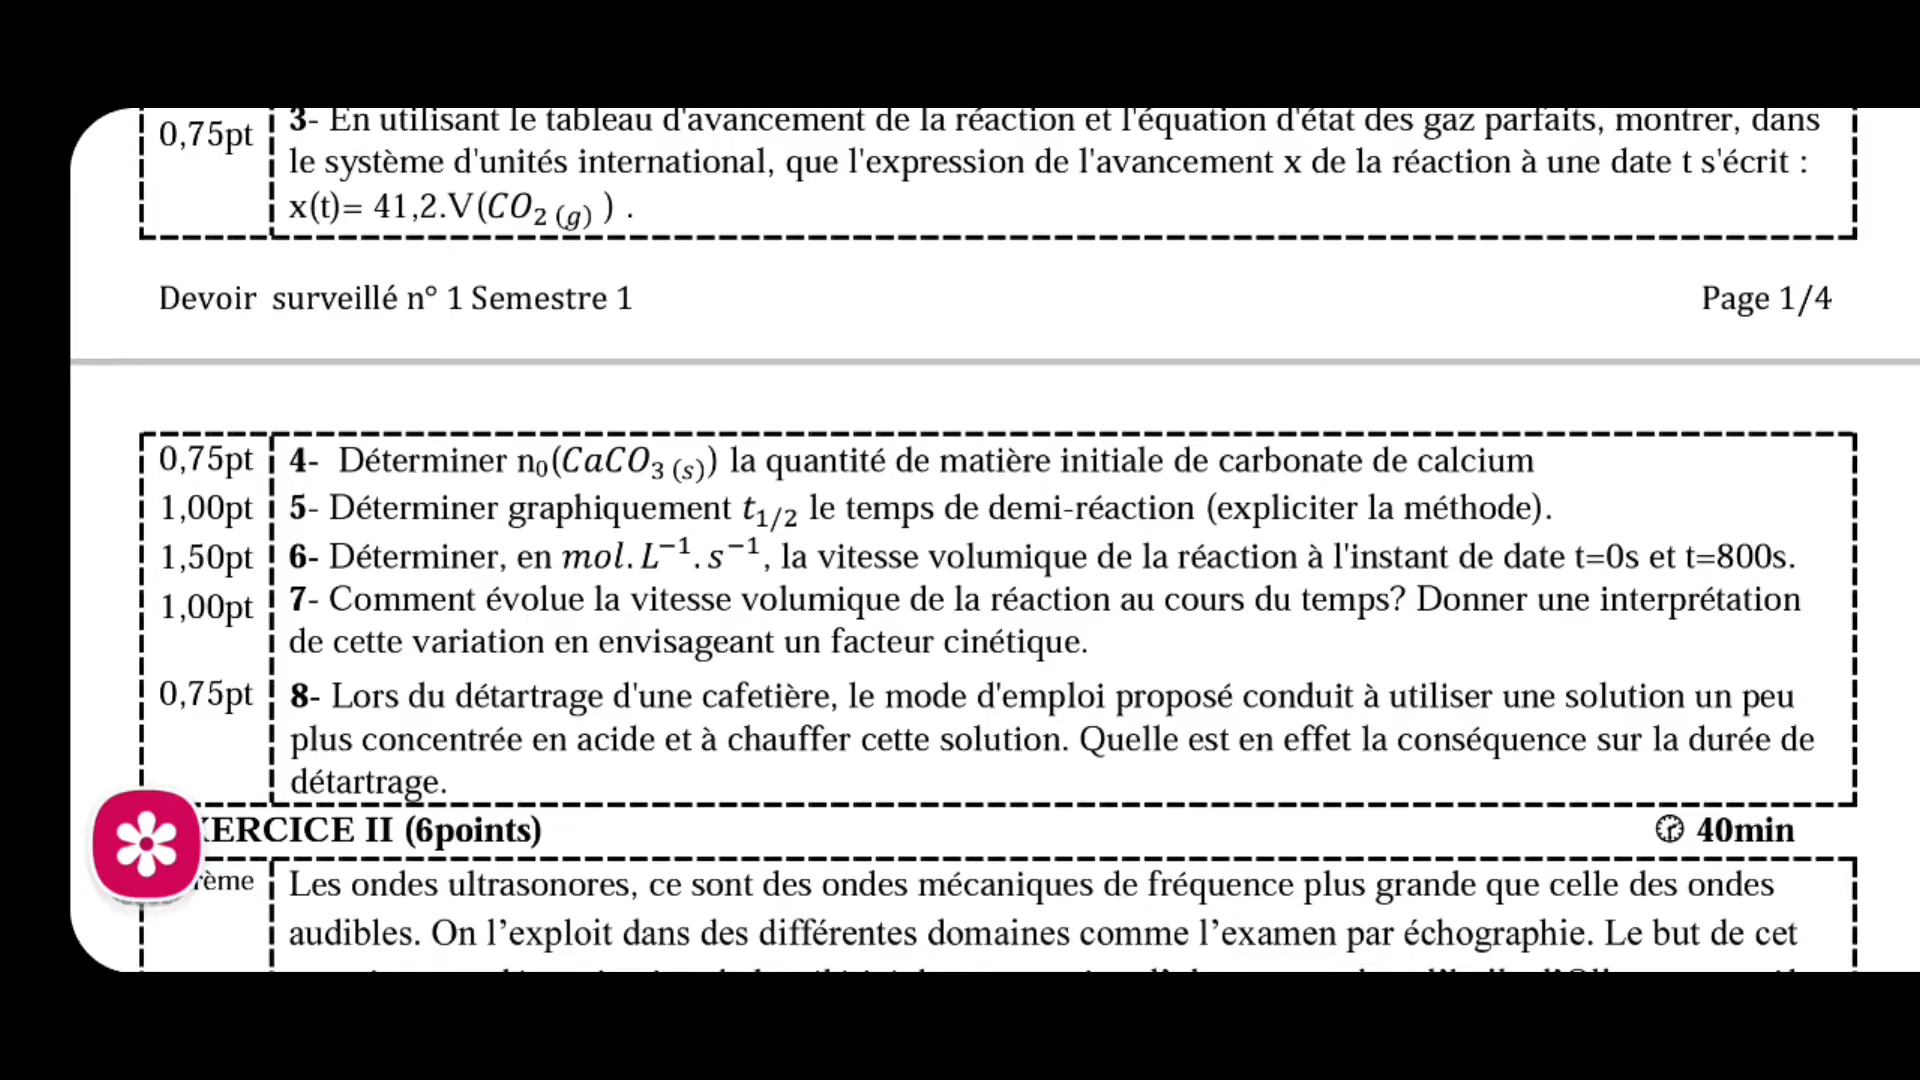 0,75pt 3- En utilisant le tableau d'avancement de la réaction et l'équation d'état des gaz parfaits, montrer, dans
le système d'unités international, que l'expression de l'avancement x de la réaction à une date t s'écrit :
x(t)= 41,2.V(CO₂ (g) ) .
Devoir surveillé n° 1 Semestre 1 Page 1/4
0,75pt 4- Déterminer n₀(CaCO₃ (s)) la quantité de matière initiale de carbonate de calcium
1,00pt 5- Déterminer graphiquement t₁/₂ le temps de demi-réaction (expliciter la méthode).
1,50pt 6- Déterminer, en mol.L⁻¹.s⁻¹, la vitesse volumique de la réaction à l'instant de date t=0s et t=800s.
1,00pt 7- Comment évolue la vitesse volumique de la réaction au cours du temps? Donner une interprétation
de cette variation en envisageant un facteur cinétique.
0,75pt 8- Lors du détartrage d'une cafetière, le mode d'emploi proposé conduit à utiliser une solution un peu
plus concentrée en acide et à chauffer cette solution. Quelle est en effet la conséquence sur la durée de
détartrage.
XERCICE II (6points) 40min
rème Les ondes ultrasonores, ce sont des ondes mécaniques de fréquence plus grande que celle des ondes
audibles. On l’exploit dans des différentes domaines comme l’examen par échographie. Le but de cet